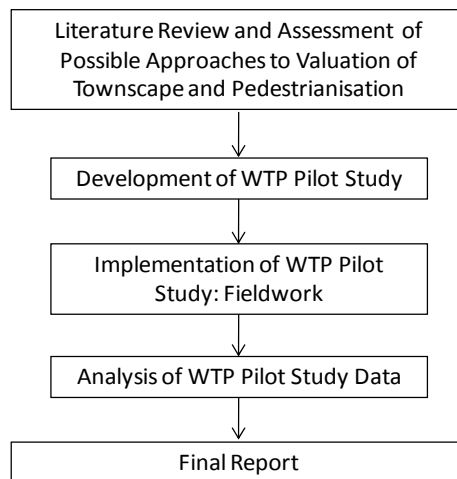 Literature Review and Assessment of
Possible Approaches to Valuation of
Townscape and Pedestrianisation
Development of WTP Pilot Study
Implementation of WTP Pilot
Study: Fieldwork
Analysis of WTP Pilot Study Data
Final Report